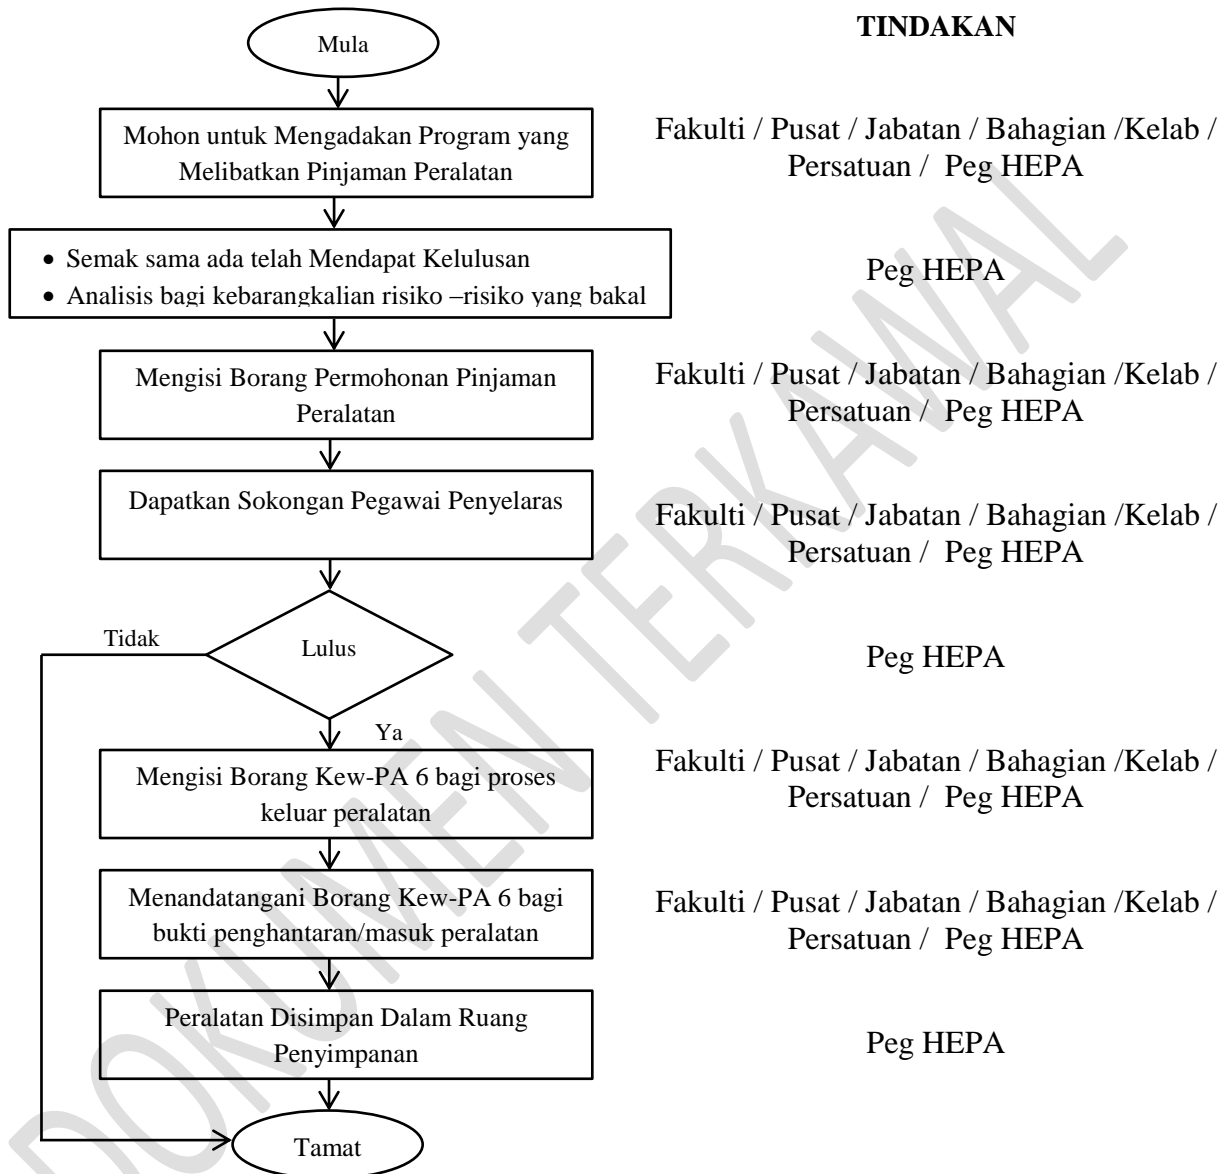 Mula
TINDAKAN
Mohon untuk Mengadakan Program yang
Melibatkan Pinjaman Peralatan
Fakulti / Pusat / Jabatan / Bahagian /Kelab /
Persatuan / Peg HEPA
• Semak sama ada telah Mendapat Kelulusan
• Analisis bagi kebarangkalian risiko –risiko yang bakal
Peg HEPA
Mengisi Borang Permohonan Pinjaman
Peralatan
Fakulti / Pusat / Jabatan / Bahagian /Kelab /
Persatuan / Peg HEPA
Dapatkan Sokongan Pegawai Penyelaras
Fakulti / Pusat / Jabatan / Bahagian /Kelab /
Persatuan / Peg HEPA
Tidak
Lulus
Peg HEPA
Ya
Mengisi Borang Kew-PA 6 bagi proses
keluar peralatan
Fakulti / Pusat / Jabatan / Bahagian /Kelab /
Persatuan / Peg HEPA
Menandatangani Borang Kew-PA 6 bagi
bukti penghantaran/masuk peralatan
Fakulti / Pusat / Jabatan / Bahagian /Kelab /
Persatuan / Peg HEPA
Peralatan Disimpan Dalam Ruang
Penyimpanan
Peg HEPA
Tamat
DOKUMEN TERKAWAL